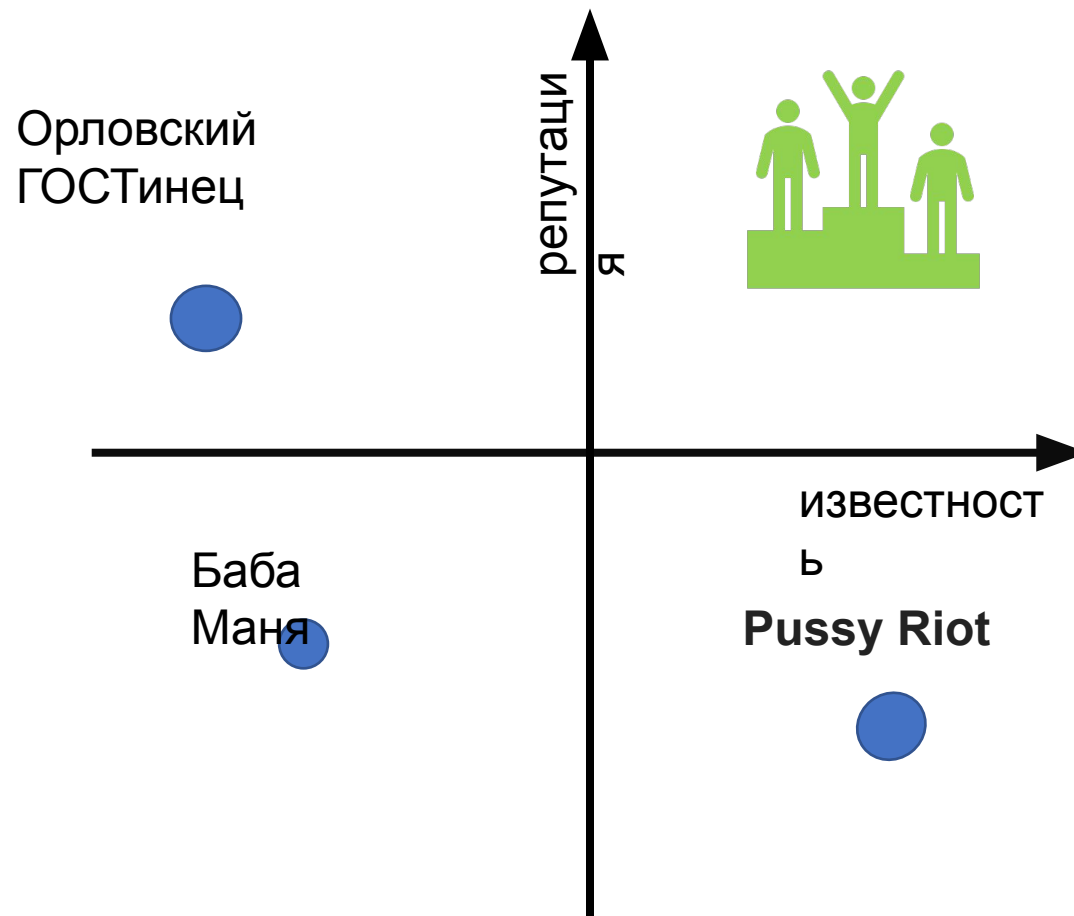 Орловский
ГОСТинец
репутаци
я
известност
ь
Баба
Маня
Pussy Riot